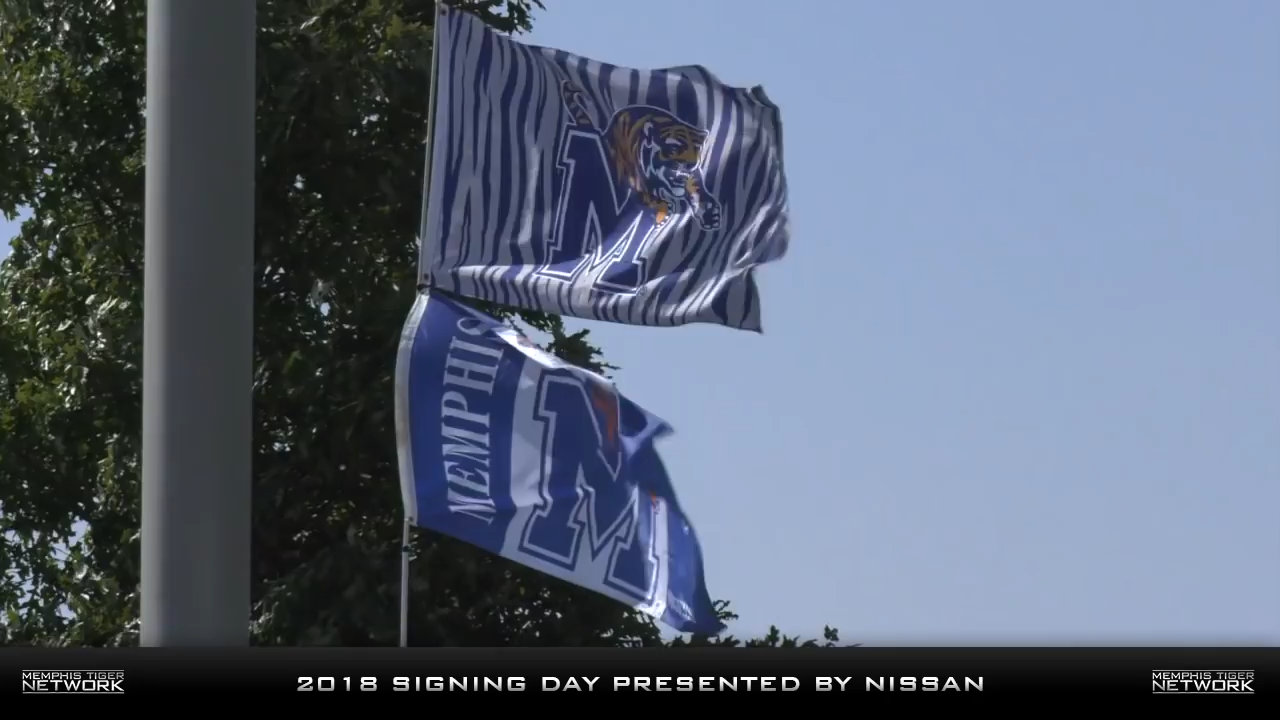 M
MEMPHIS
M
MEMPHIS TIGER
NETWORK
2018 SIGNING DAY PRESENTED BY NISSAN
MEMPHIS TIGER
NETWORK